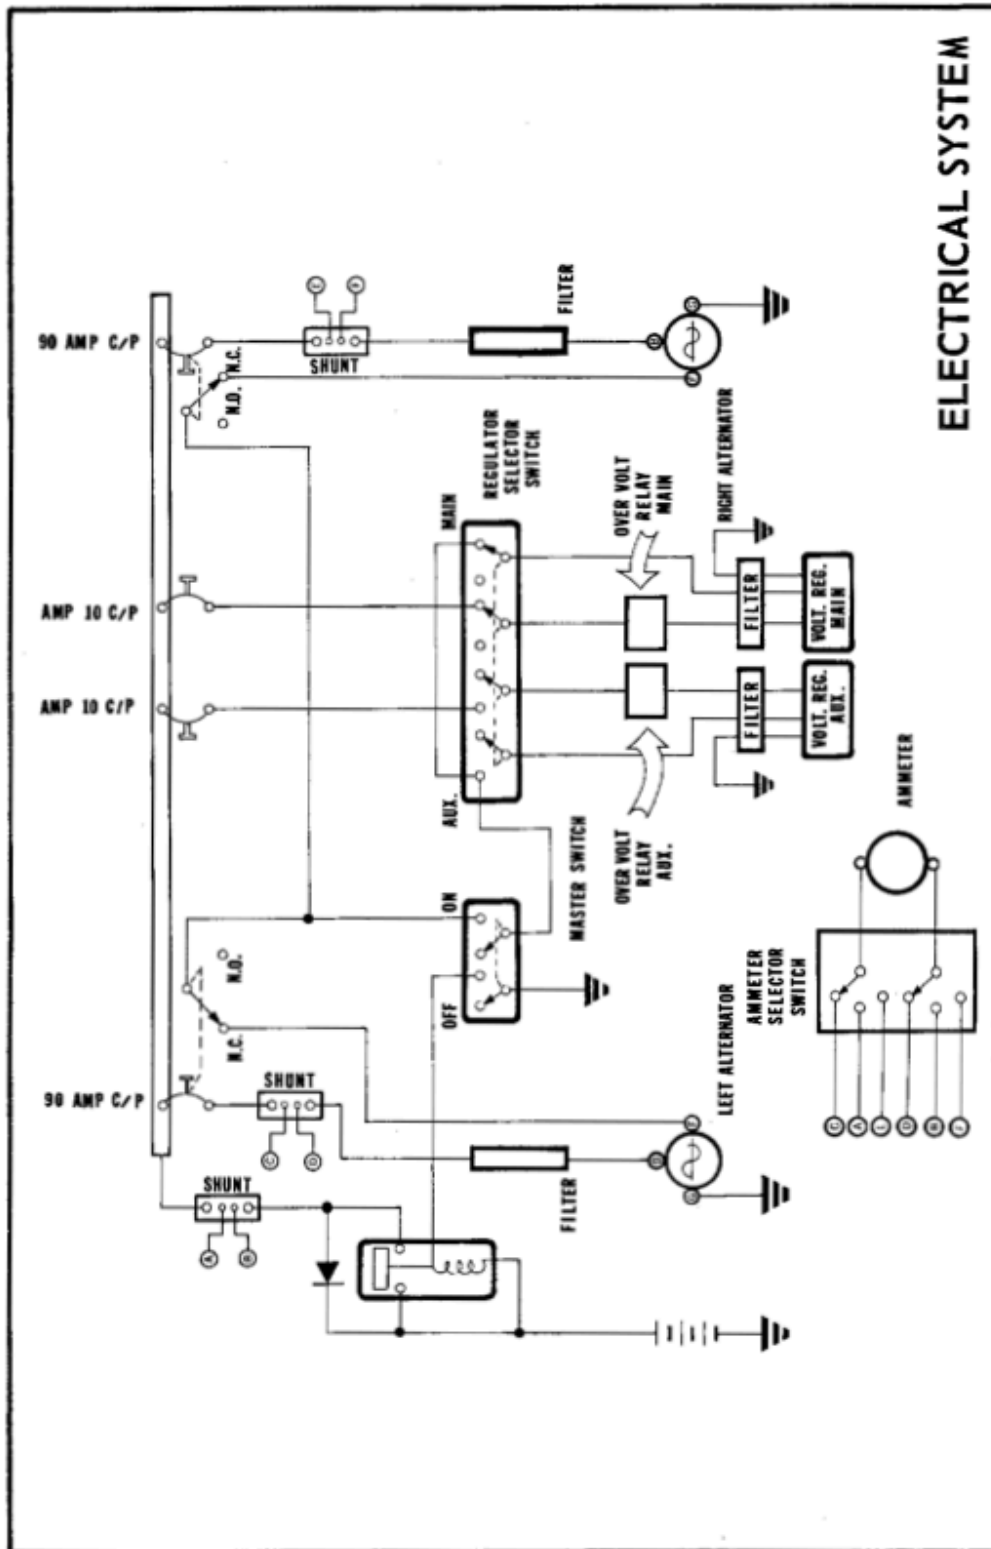 90 AMP C/P
AMP 10 C/P
AMP 10 C/P
90 AMP C/P
N.O.
N.C.
SHUNT
E
F
FILTER
MAIN
REGULATOR
SELECTOR
SWITCH
AUX.
OVER VOLT
RELAY
MAIN
OVER VOLT
RELAY
AUX.
RIGHT ALTERNATOR
FILTER
VOLT. REG.
MAIN
FILTER
VOLT. REG.
AUX.
N.O.
N.C.
ON
OFF
MASTER SWITCH
SHUNT
C
D
SHUNT
A
B
FILTER
LEFT ALTERNATOR
F
G
AMMETER
AMMETER
SELECTOR
SWITCH
C
A
E
D
B
F
ELECTRICAL SYSTEM